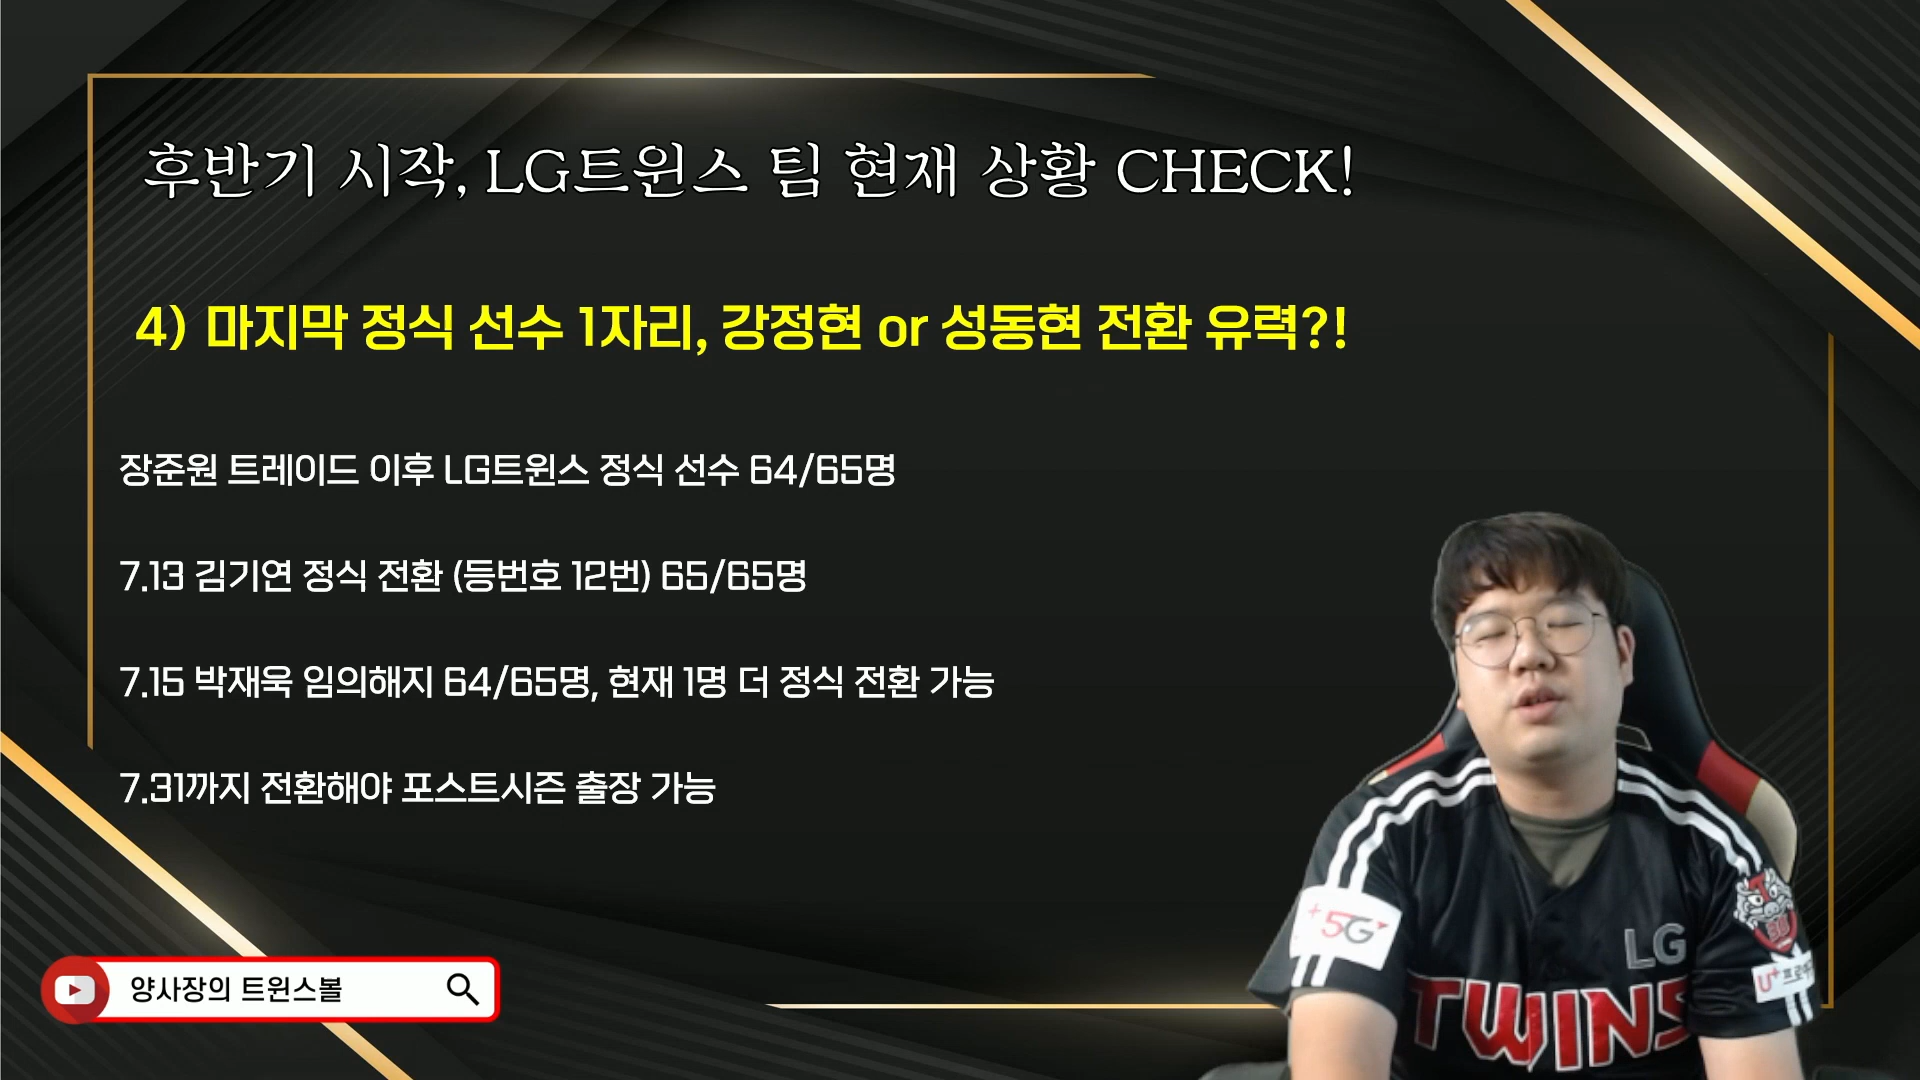 후반기 시작, LG트윈스 팀 현재 상황 CHECK!
4) 마지막 정식 선수 1자리, 강정현 or 성동현 전환 유력?!
장준원 트레이드 이후 LG트윈스 정식 선수 64/65명
7.13 김기연 정식 전환 (등번호 12번) 65/65명
7.15 박재욱 임의해지 64/65명, 현재 1명 더 정식 전환 가능
7.31까지 전환해야 포스트시즌 출장 가능
양사장의 트윈스볼
5G
LG
TWINS
U+